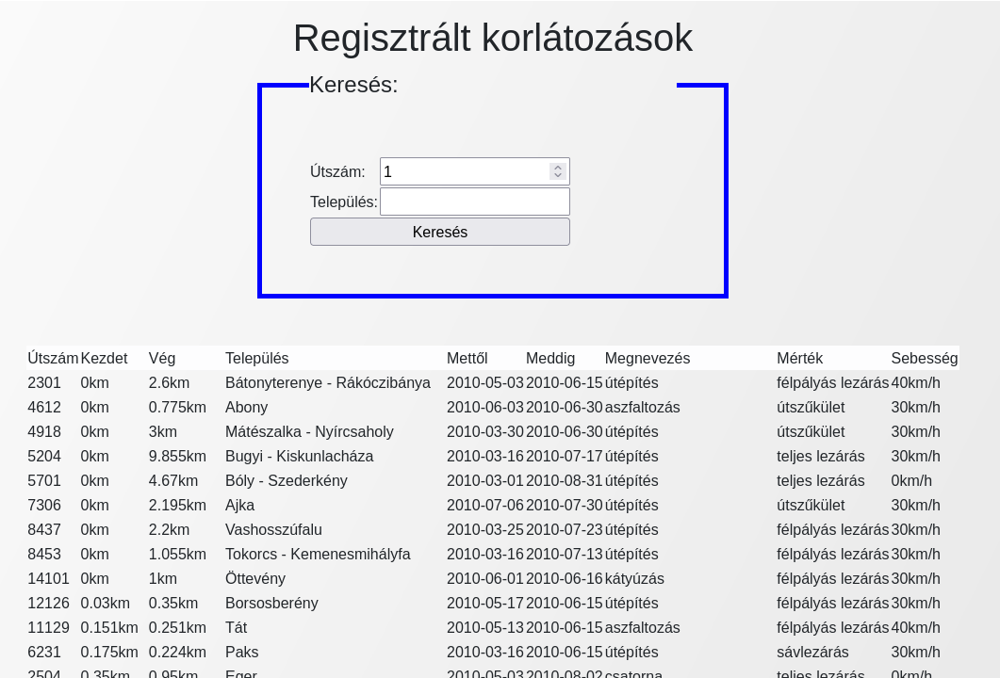 Regisztrált korlátozások
Keresés:
Útszám: 1
Település:
Keresés
Útszám Kezdet Vég Település Mettől Meddig Megnevezés Mérték Sebesség
2301 0km 2.6km Bátonyterenye - Rákóczibánya 2010-05-03 2010-06-15 útépítés félpályás lezárás 40km/h
4612 0km 0.775km Abony 2010-06-03 2010-06-30 aszfaltozás útszűkület 30km/h
4918 0km 3km Mátészalka - Nyírcsaholy 2010-03-30 2010-06-30 útépítés útszűkület 30km/h
5204 0km 9.855km Bugyi - Kiskunlacháza 2010-03-16 2010-07-17 útépítés teljes lezárás 30km/h
5701 0km 4.67km Bóly - Szederkény 2010-03-01 2010-08-31 útépítés teljes lezárás 0km/h
7306 0km 2.195km Ajka 2010-07-06 2010-07-30 útépítés útszűkület 30km/h
8437 0km 2.2km Vashosszúfalu 2010-03-25 2010-07-23 útépítés félpályás lezárás 30km/h
8453 0km 1.055km Tokorcs - Kemenesmihályfa 2010-03-16 2010-07-13 útépítés félpályás lezárás 30km/h
14101 0km 1km Öttevény 2010-06-01 2010-06-16 kátyúzás félpályás lezárás 30km/h
12126 0.03km 0.35km Borsosberény 2010-05-17 2010-06-15 útépítés félpályás lezárás 30km/h
11129 0.151km 0.251km Tát 2010-05-13 2010-06-15 aszfaltozás félpályás lezárás 40km/h
6231 0.175km 0.224km Paks 2010-03-16 2010-06-15 útépítés sávlezárás 30km/h
2504 0.35km 0.95km Eger 2010-05-03 2010-08-02 csatorna teljes lezárás 0km/h